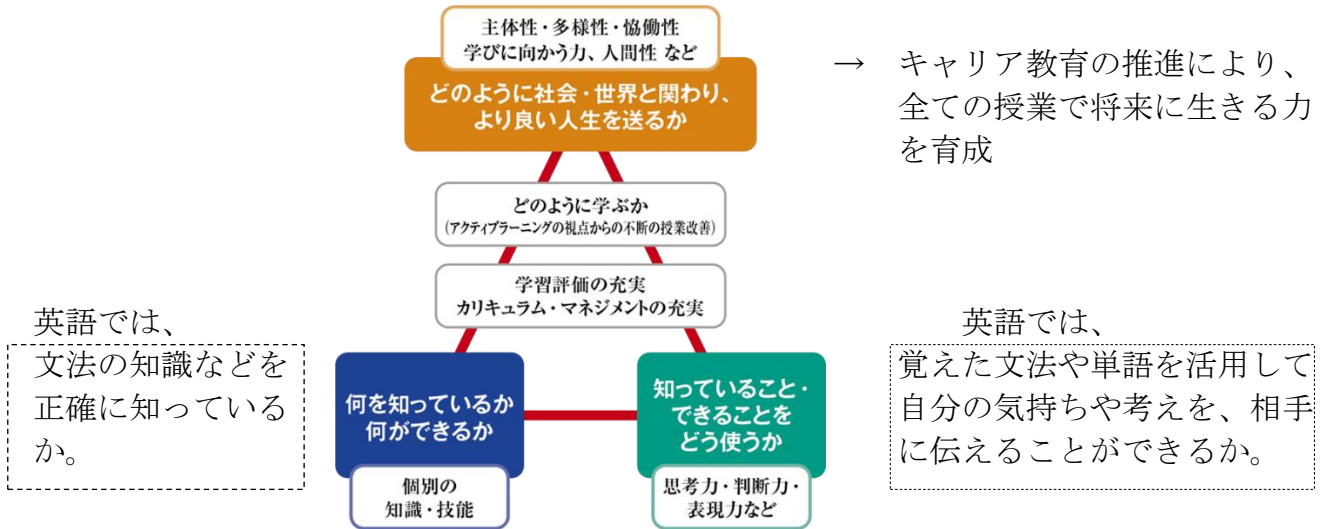 主体性・多様性・協働性
学びに向かう力、人間性 など
どのように社会・世界と関わり、
より良い人生を送るか
→ キャリア教育の推進により、
全ての授業で将来に生きる力
を育成
どのように学ぶか
(アクティブラーニングの視点からの不断の授業改善)
学習評価の充実
カリキュラム・マネジメントの充実
英語では、
文法の知識などを
正確に知っている
か。
何を知っているか
何ができるか
個別の
知識・技能
知っていること・
できることを
どう使うか
思考力・判断力・
表現力など
英語では、
覚えた文法や単語を活用して
自分の気持ちや考えを、相手
に伝えることができるか。